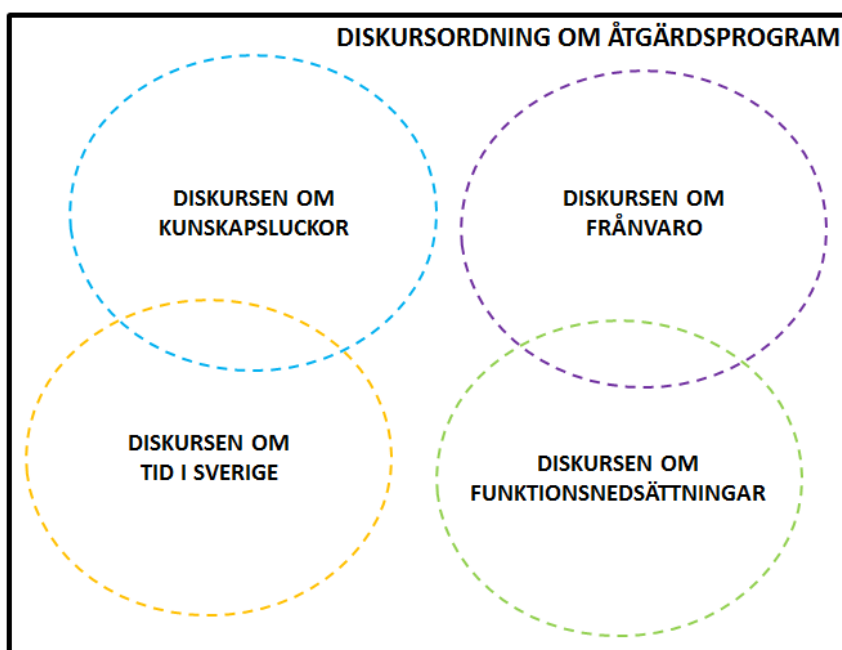 DISKURSORDNING OM ÅTGÄRDSPROGRAM
DISKURSEN OM
KUNSKAPSLUCKOR
DISKURSEN OM
FRÅNVARO
DISKURSEN OM
TID I SVERIGE
DISKURSEN OM
FUNKTIONSNEDSÄTTNINGAR